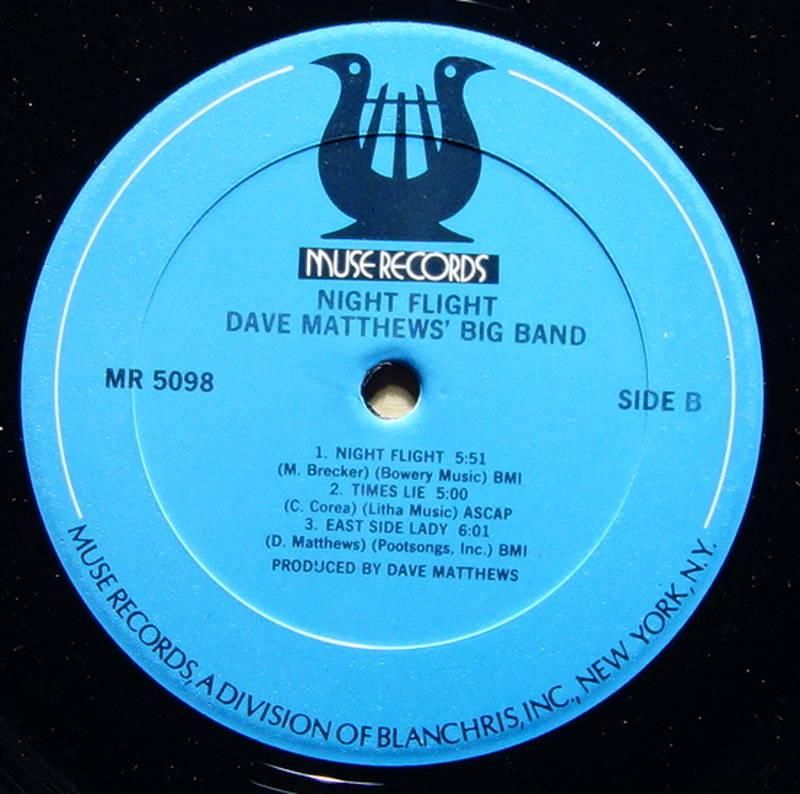 MUSE RECORDS
NIGHT FLIGHT
DAVE MATTHEWS' BIG BAND
MR 5098
SIDE B
1. NIGHT FLIGHT 5:51
(M. Brecker) (Bowery Music) BMI
2. TIMES LIE 5:00
(C. Corea) (Litha Music) ASCAP
3. EAST SIDE LADY 6:01
(D. Matthews) (Pootsongs, Inc.) BMI
PRODUCED BY DAVE MATTHEWS
MUSE RECORDS, A DIVISION OF BLANCHRIS, INC., NEW YORK, N.Y.